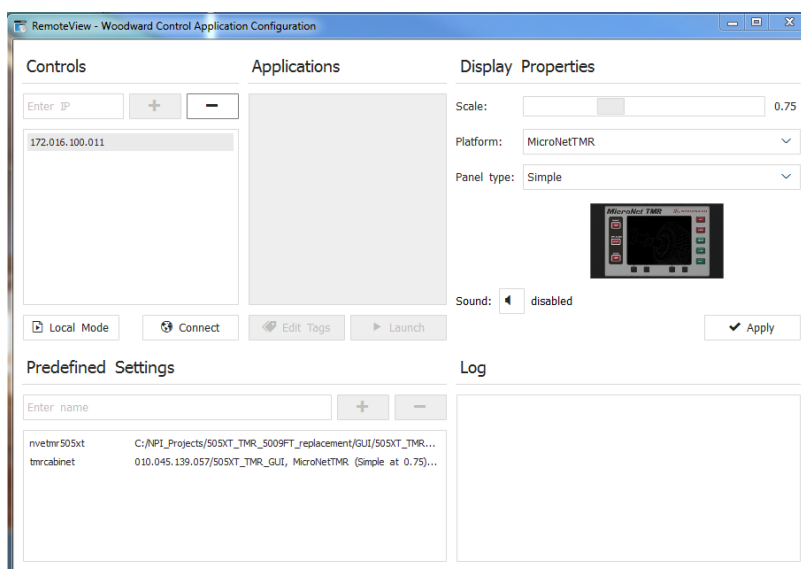 RemoteView - Woodward Control Application Configuration
Controls
Applications
Display Properties
Enter IP
+
−
Scale:
0.75
172.016.100.011
Platform:
MicroNetTMR
Panel type:
Simple
MicroNet TMR
Sound:
disabled
Local Mode
Connect
Edit Tags
Launch
Apply
Predefined Settings
Log
Enter name
+
−
nvetmr505xt C:/NPI_Projects/505XT_TMR_5009FT_replacement/GUI/505XT_TMR...
tmrcabinet 010.045.139.057/505XT_TMR_GUI, MicroNetTMR (Simple at 0.75)...